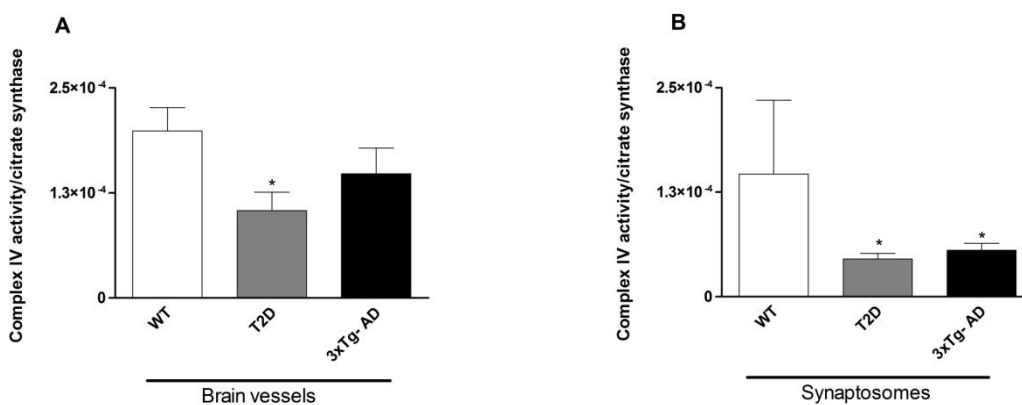 A
Complex IV activity/citrate synthase
2.5×10⁻⁴
1.3×10⁻⁴
0
*
WT
T2D
3xTg- AD
Brain vessels
B
Complex IV activity/citrate synthase
2.5×10⁻⁴
1.3×10⁻⁴
0
*
*
WT
T2D
3xTg- AD
Synaptosomes